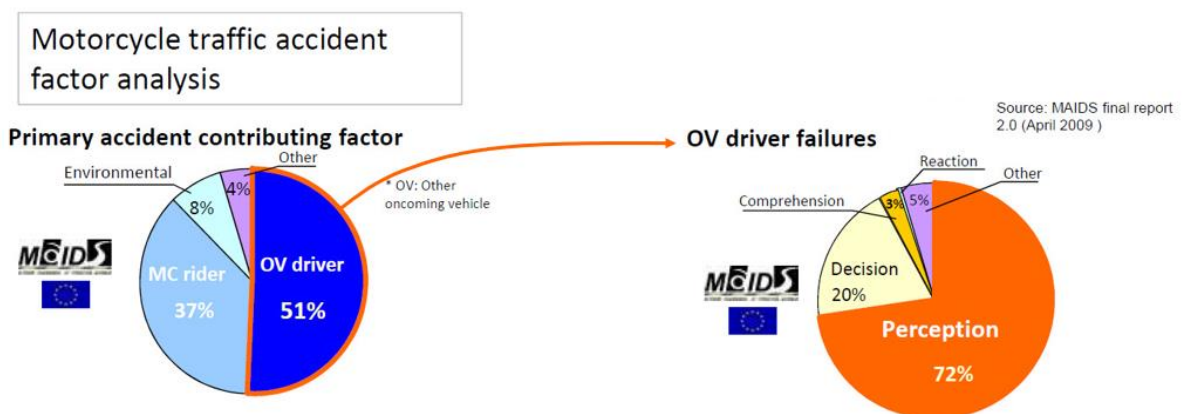 Motorcycle traffic accident
factor analysis
Primary accident contributing factor
Environmental
Other
4%
8%
MC rider
37%
OV driver
51%
* OV: Other
oncoming vehicle
MAIDS
OV driver failures
Source: MAIDS final report
2.0 (April 2009 )
Reaction
Other
Comprehension
3%
5%
Decision
20%
Perception
72%
MAIDS